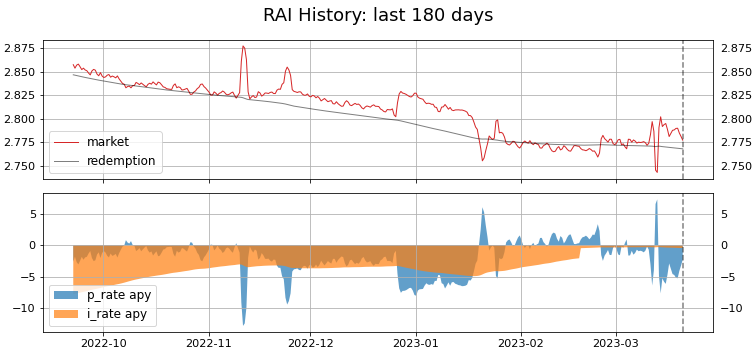 RAI History: last 180 days
2.875 2.875
2.850 2.850
2.825 2.825
2.800 2.800
2.775 2.775
2.750 2.750
market
redemption
5 5
0 0
−5 −5
−10 −10
p_rate apy
i_rate apy
2022-10 2022-11 2022-12 2023-01 2023-02 2023-03